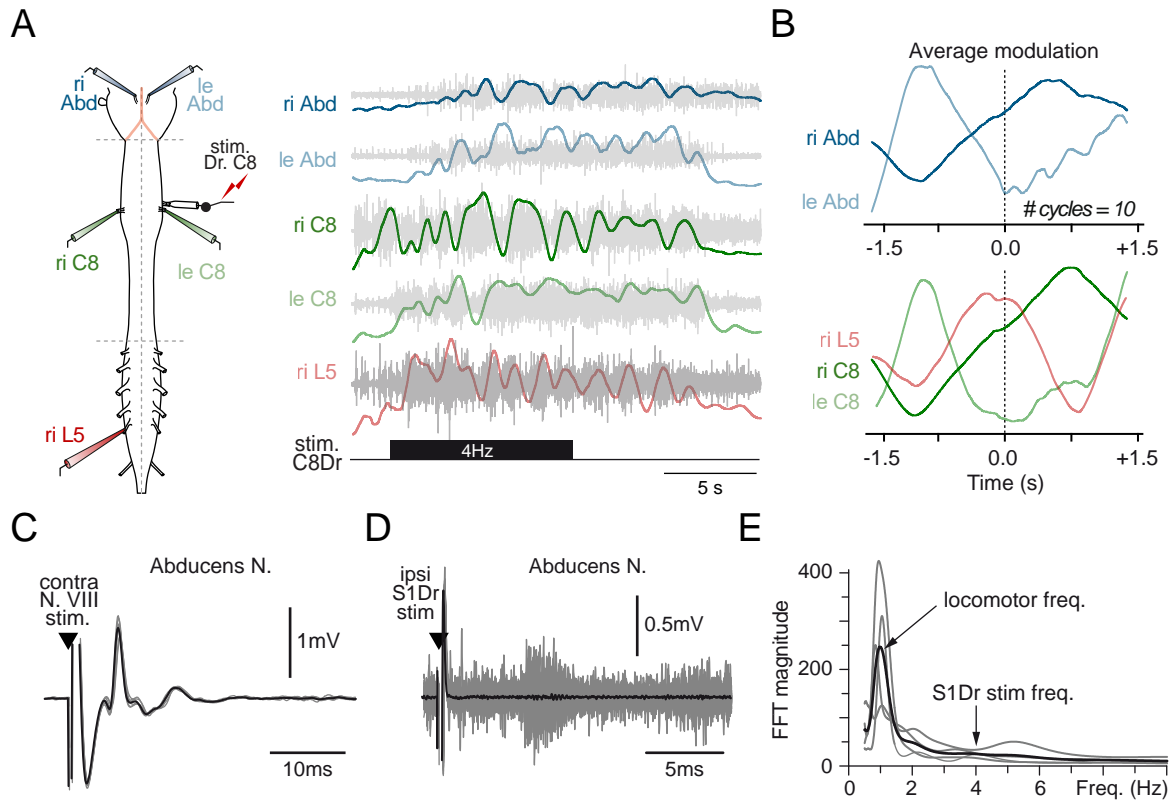 A
ri
Abd
le
Abd
stim.
Dr. C8
ri C8
le C8
ri L5
ri Abd
le Abd
ri C8
le C8
ri L5
stim.
C8Dr
4Hz
5 s
B
Average modulation
ri Abd
le Abd
# cycles = 10
-1.5
0.0
+1.5
ri L5
ri C8
le C8
-1.5
0.0
+1.5
Time (s)
C
Abducens N.
contra
N. VIII
stim.
1mV
10ms
D
Abducens N.
ipsi
S1Dr
stim
0.5mV
5ms
E
FFT magnitude
400
200
50
0
locomotor freq.
S1Dr stim freq.
0
2
4
6
Freq. (Hz)